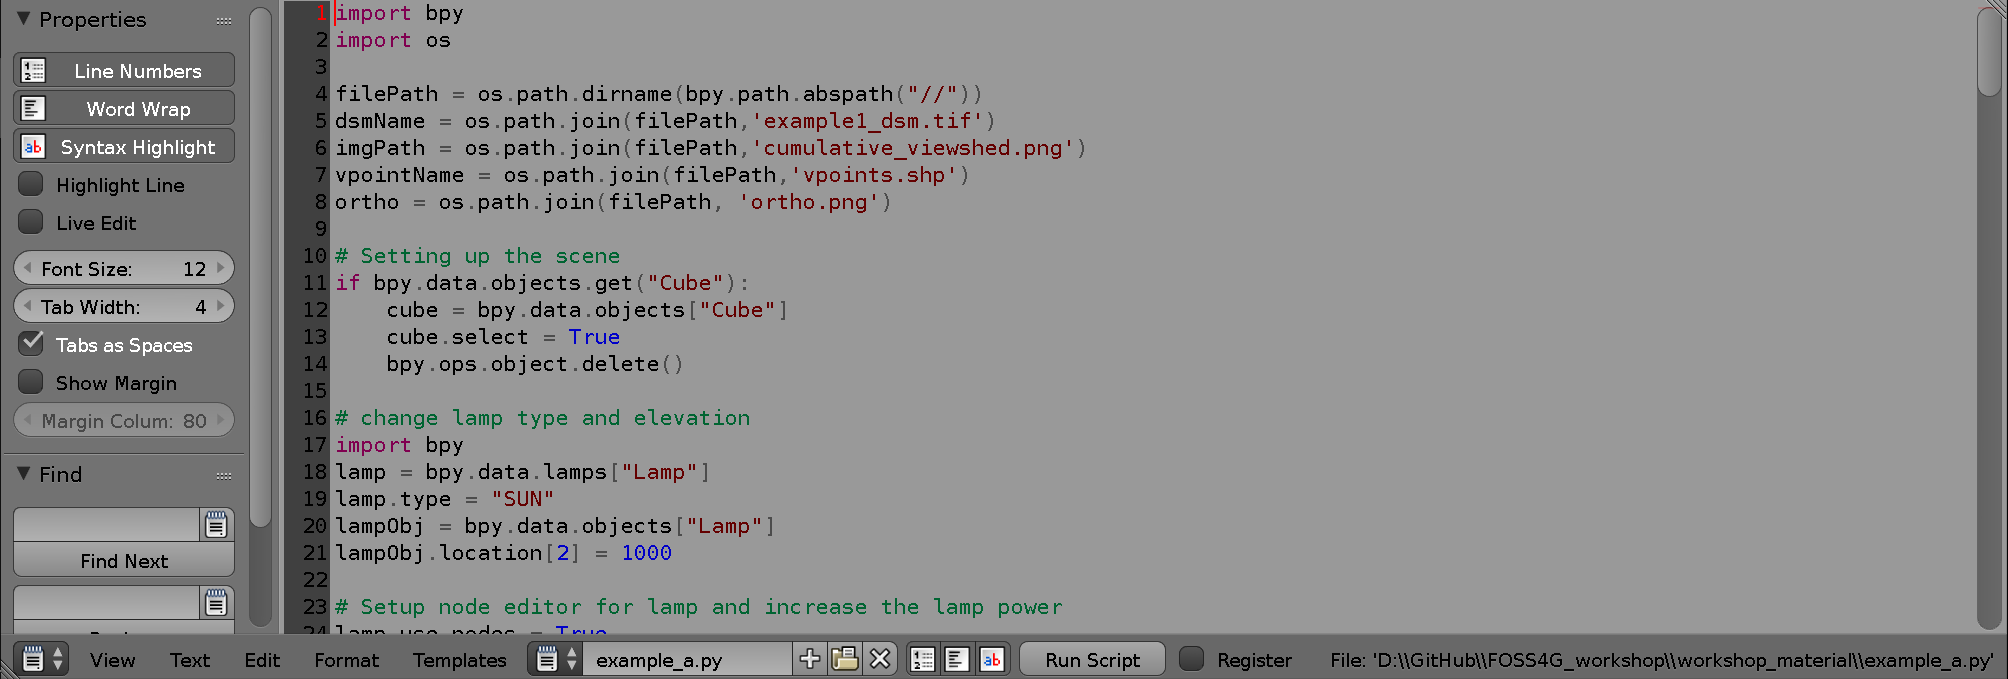 Properties
Line Numbers
Word Wrap
Syntax Highlight
Highlight Line
Live Edit
Font Size: 12
Tab Width: 4
Tabs as Spaces
Show Margin
Margin Colum: 80
Find
Find Next
1 import bpy
2 import os
3
4 filePath = os.path.dirname(bpy.path.abspath("//"))
5 dsmName = os.path.join(filePath,'example1_dsm.tif')
6 imgPath = os.path.join(filePath,'cumulative_viewshed.png')
7 vpointName = os.path.join(filePath,'vpoints.shp')
8 ortho = os.path.join(filePath, 'ortho.png')
9
10 # Setting up the scene
11 if bpy.data.objects.get("Cube"):
12     cube = bpy.data.objects["Cube"]
13     cube.select = True
14     bpy.ops.object.delete()
15
16 # change lamp type and elevation
17 import bpy
18 lamp = bpy.data.lamps["Lamp"]
19 lamp.type = "SUN"
20 lampObj = bpy.data.objects["Lamp"]
21 lampObj.location[2] = 1000
22
23 # Setup node editor for lamp and increase the lamp power
24 lamp.use_nodes = True
View Text Edit Format Templates example_a.py Run Script Register File: 'D:\\GitHub\\FOSS4G_workshop\\workshop_material\\example_a.py'